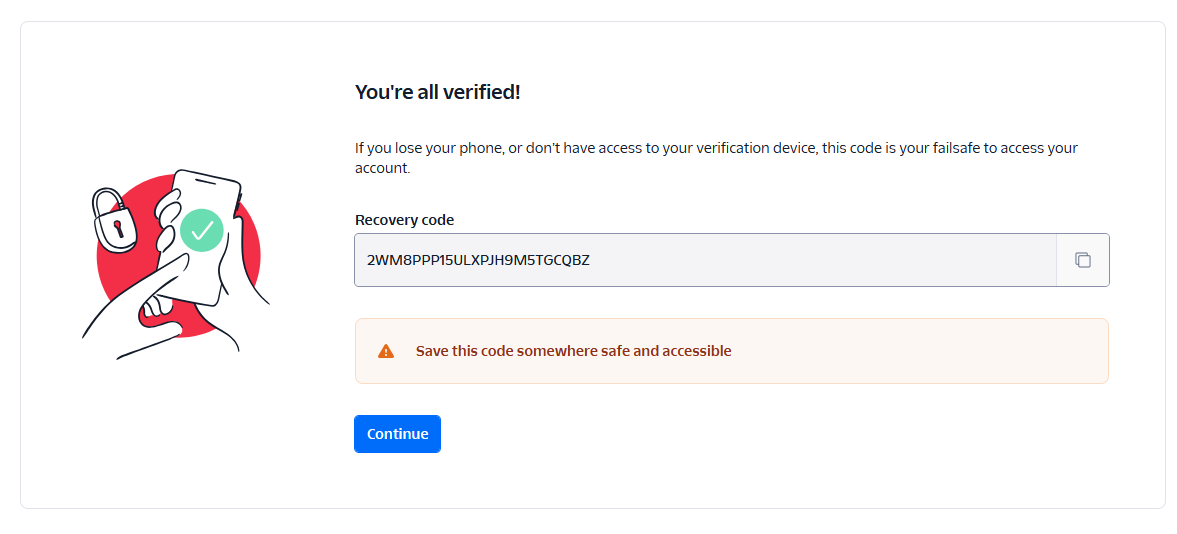 You're all verified!
If you lose your phone, or don’t have access to your verification device, this code is your failsafe to access your
account.
Recovery code
2WM8PPP15ULXPJH9M5TGCQBZ
Save this code somewhere safe and accessible
Continue